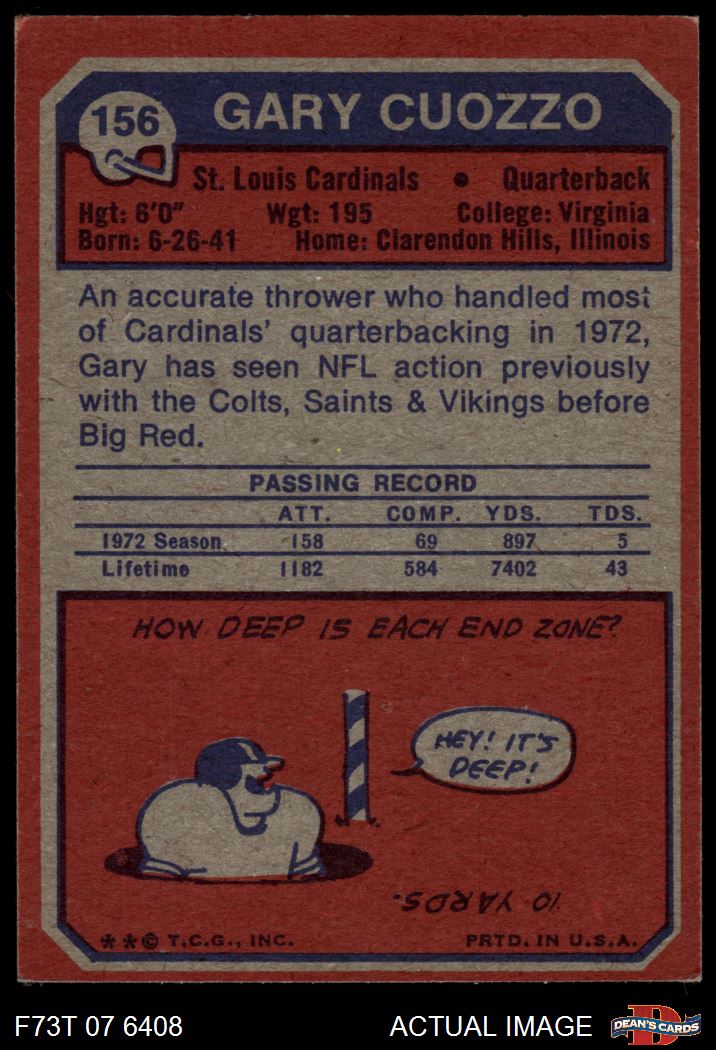 156
GARY CUOZZO
St. Louis Cardinals • Quarterback
Hgt: 6'0" Wgt: 195 College: Virginia
Born: 6-26-41 Home: Clarendon Hills, Illinois
An accurate thrower who handled most
of Cardinals' quarterbacking in 1972,
Gary has seen NFL action previously
with the Colts, Saints & Vikings before
Big Red.
PASSING RECORD
ATT. COMP. YDS. TDS.
1972 Season 158 69 897 5
Lifetime 1182 584 7402 43
HOW DEEP IS EACH END ZONE?
HEY! IT'S
DEEP!
10 YARDS.
**© T.C.G., INC. PRTD. IN U.S.A.
F73T 07 6408 ACTUAL IMAGE D DEAN'S CARDS